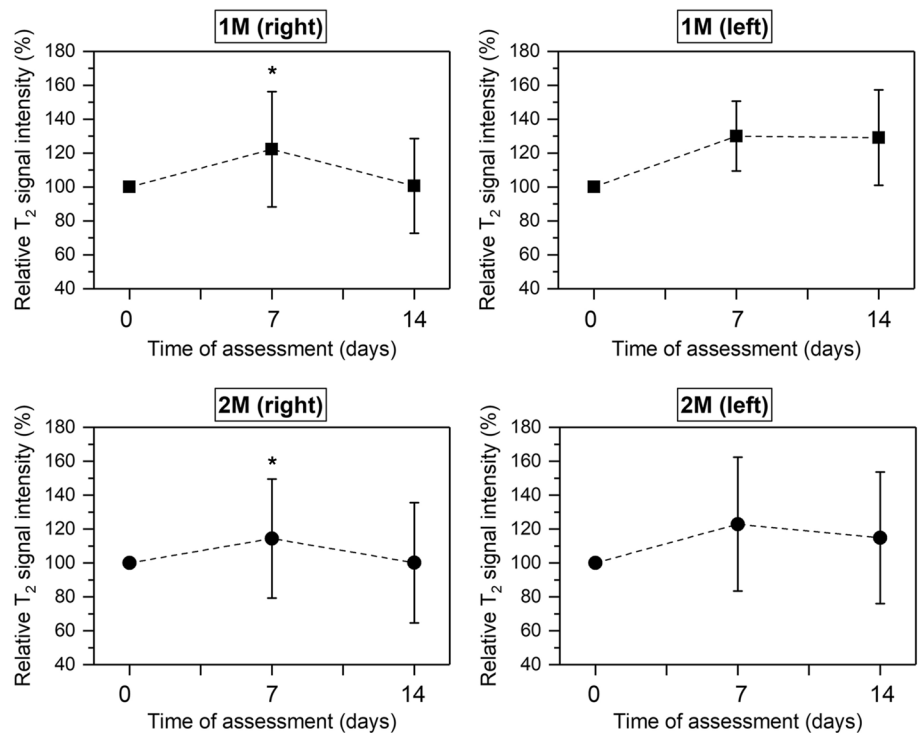 1M (right)
Relative T2 signal intensity (%)
180
160
140
120
100
80
60
40
*
0 7 14
Time of assessment (days)
1M (left)
Relative T2 signal intensity (%)
180
160
140
120
100
80
60
40
0 7 14
Time of assessment (days)
2M (right)
Relative T2 signal intensity (%)
180
160
140
120
100
80
60
40
*
0 7 14
Time of assessment (days)
2M (left)
Relative T2 signal intensity (%)
180
160
140
120
100
80
60
40
0 7 14
Time of assessment (days)